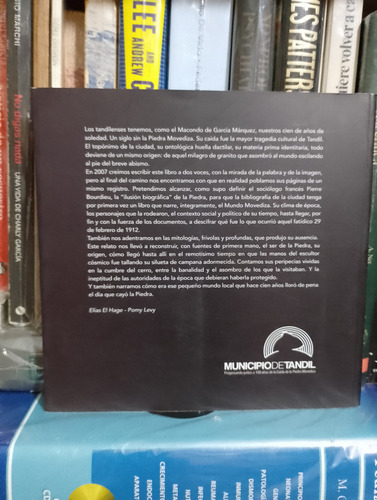 Los tandilenses tenemos, como el Macondo de García Márquez, nuestros cien de años de
soledad. Un siglo sin la Piedra Movediza. Su caída fue la mayor tragedia cultural de Tandil.
El topónimo de la ciudad, su ontológica huella dactilar, su materia prima identitaria, todo
deviene de un mismo origen: de aquel milagro de granito que asombró al mundo oscilando
al pie del breve abismo.
En 2007 creímos escribir este libro a dos voces, con la mirada de la palabra y de la imagen,
pero al final del camino nos encontramos con que en realidad poblamos sus páginas de un
mismo registro. Pretendimos alcanzar, como supo definir el sociólogo francés Pierre
Bourdieu, la "ilusión biográfica" de la Piedra, para que la bibliografía de la ciudad tenga
por primera vez un libro que narre, íntegramente, el Mundo Movediza. Su clima de época,
los personajes que la rodearon, el contexto social y político de su tiempo, hasta llegar, por
fin y con la fuerza de los documentos, a descifrar qué fue lo que ocurrió aquel fatídico 29
de febrero de 1912.
También nos adentramos en las mitologías, frívolas y profundas, que produjo su ausencia.
Este relato nos llevó a reconstruir, con fuentes de primera mano, el ser de la Piedra, su
origen, cómo llegó hasta allí en el remotísimo tiempo en que las manos del escultor
cósmico fue tallando su silueta de campana adormecida. Contamos sus peripecias vividas
en la cumbre del cerro, entre la banalidad y el asombro de los que la visitaban. Y la
ineptitud de las autoridades de la época que debieran haberla protegido.
Y también narramos cómo era ese pequeño mundo local que hace cien años lloró de pena
el día que cayó la Piedra.
Elías El Hage - Pomy Levy
MUNICIPIO DE TANDIL
No digas nada
UNA VIDA DE CHARLY GARCÍA
LEE
AND
ANDREW